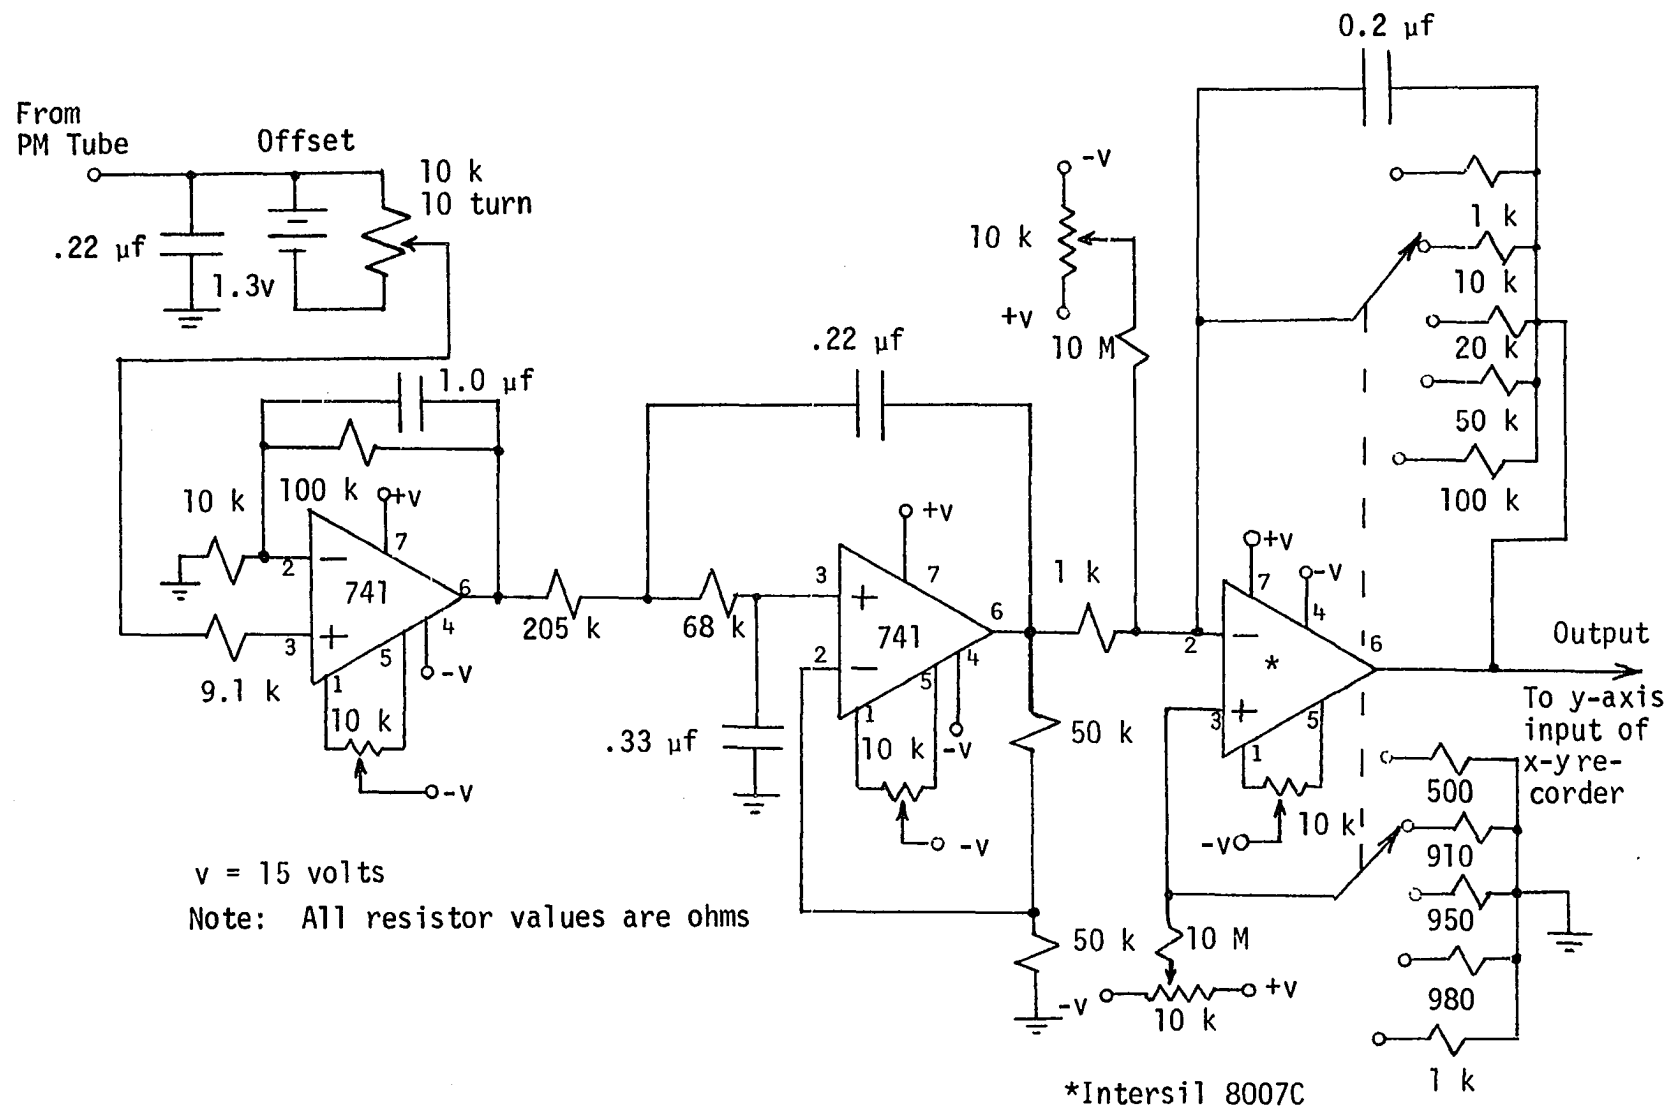 0.2 µf
From
PM Tube
Offset
10 k
10 turn
.22 µf
1.3v
-v
10 k
+v
10 M
1 k
10 k
20 k
50 k
100 k
.22 µf
1.0 µf
10 k
100 k
+v
7
2
-
741
6
+
3
4
5
-v
9.1 k
1
10 k
-v
205 k
68 k
.33 µf
3
+
+v
7
741
6
2
-
4
5
1
10 k
-v
-v
1 k
50 k
50 k
+v
7
-v
4
2
-
*
6
3
+
5
1
10 k
-v
Output
To y-axis
input of
x-y re-
corder
500
910
950
980
1 k
10 M
-v
+v
10 k
v = 15 volts
Note: All resistor values are ohms
*Intersil 8007C